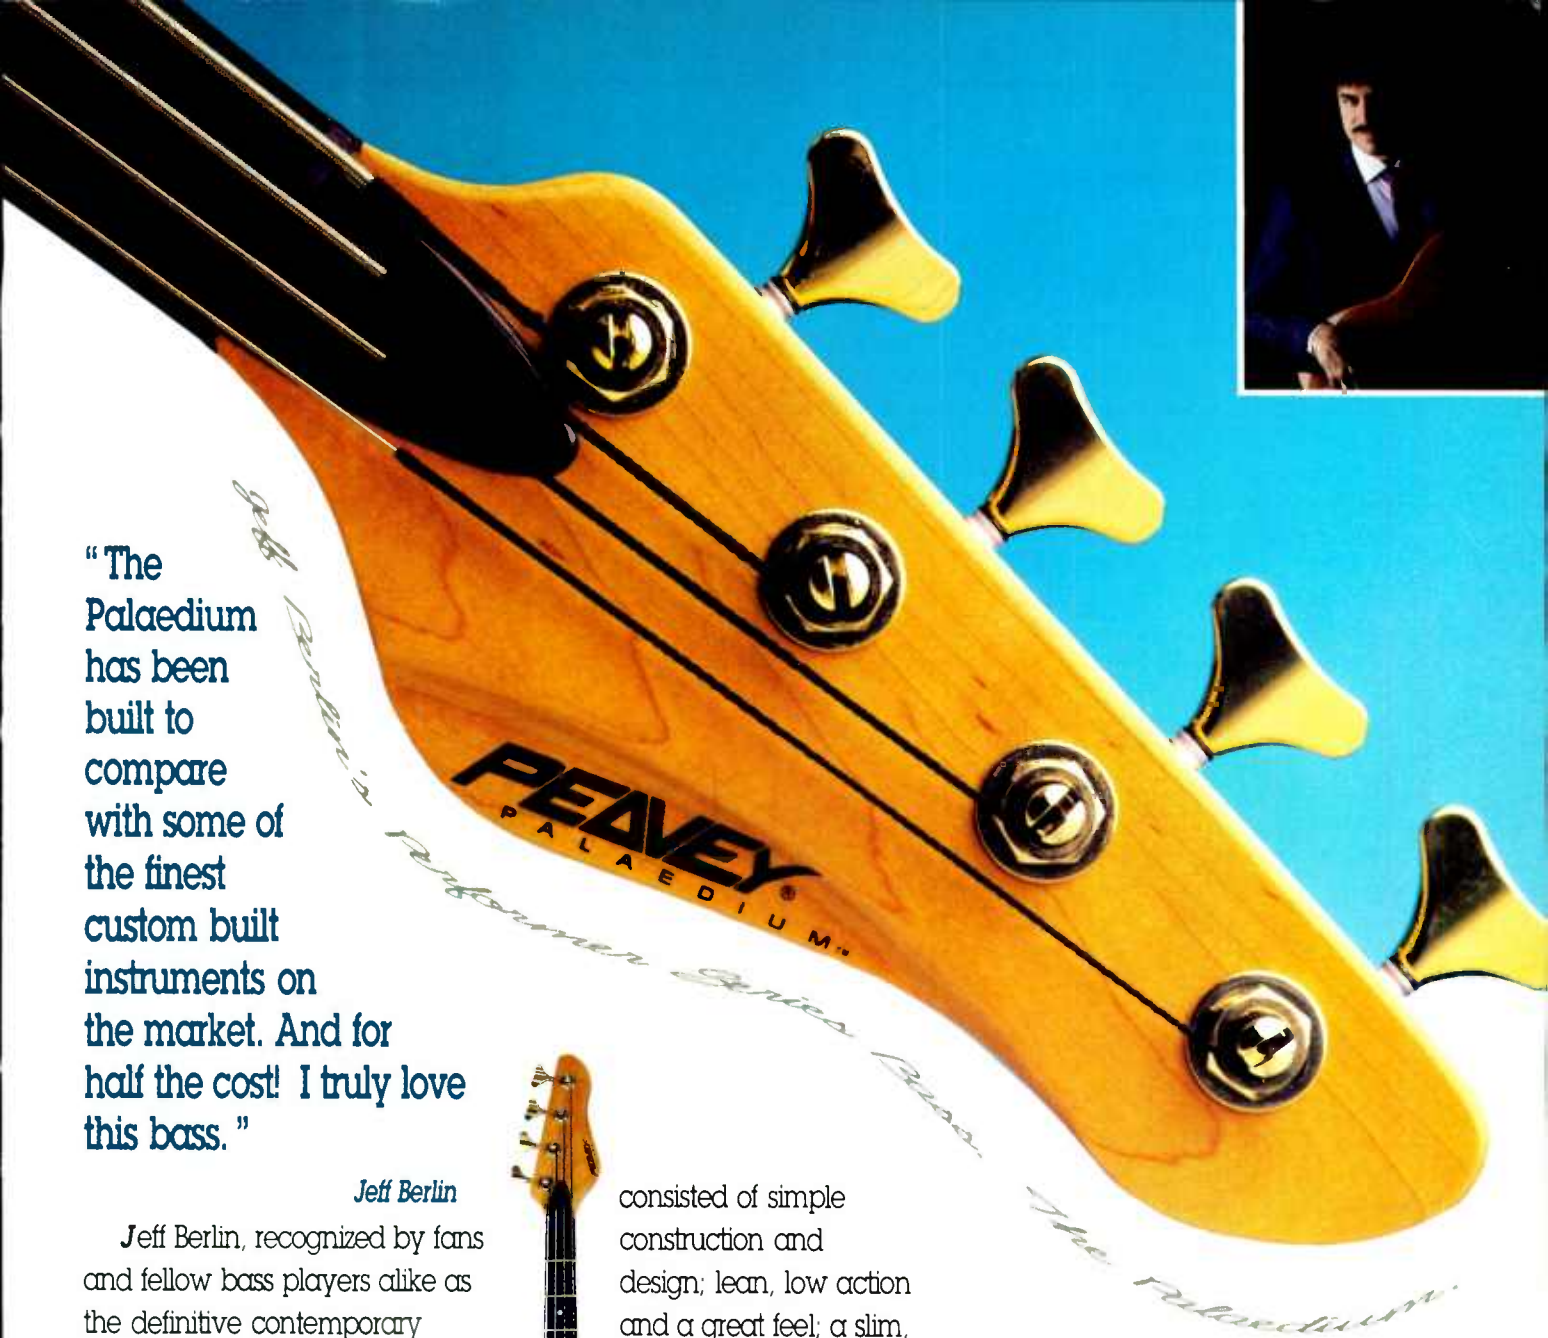 PEAVEY®
PALAEDIUM™
Jeff Berlin's Performer Series Bass.
The Palaedium.
“The
Palaedium
has been
built to
compare
with some of
the finest
custom built
instruments on
the market. And for
half the cost! I truly love
this bass.”
Jeff Berlin
Jeff Berlin, recognized by fans
and fellow bass players alike as
the definitive contemporary
consisted of simple
construction and
design; lean, low action
and a great feel; a slim,